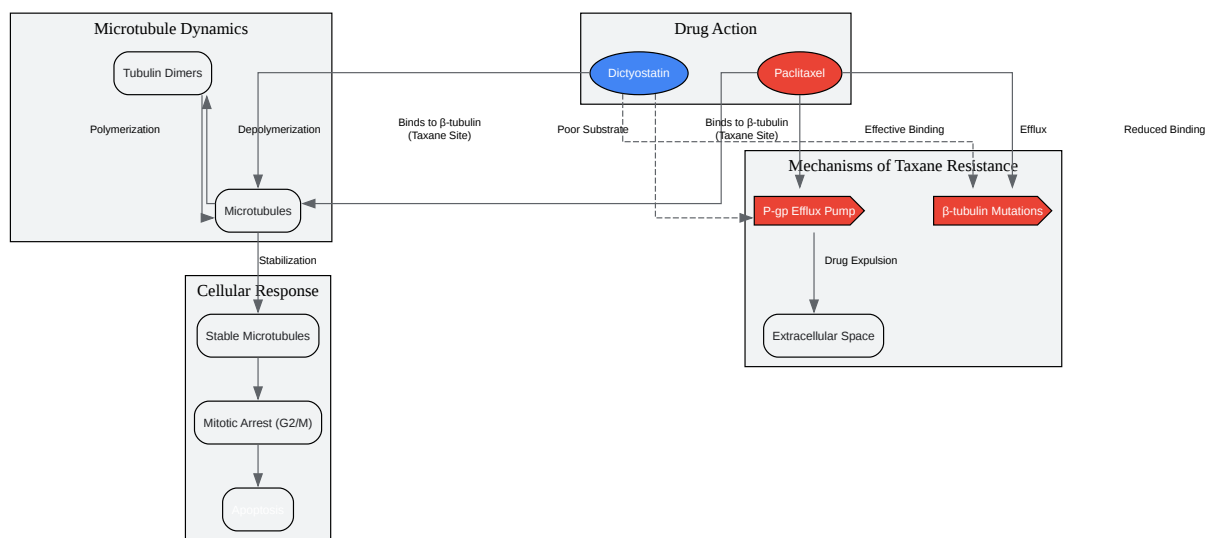 Microtubule Dynamics
Drug Action
Tubulin Dimers
Dictyostatin
Paclitaxel
Polymerization
Depolymerization
Binds to β-tubulin
(Taxane Site)
Poor Substrate
Binds to β-tubulin
(Taxane Site)
Effective Binding
Efflux
Reduced Binding
Mechanisms of Taxane Resistance
Microtubules
P-gp Efflux Pump
β-tubulin Mutations
Stabilization
Drug Expulsion
Cellular Response
Stable Microtubules
Extracellular Space
Mitotic Arrest (G2/M)
Apoptosis